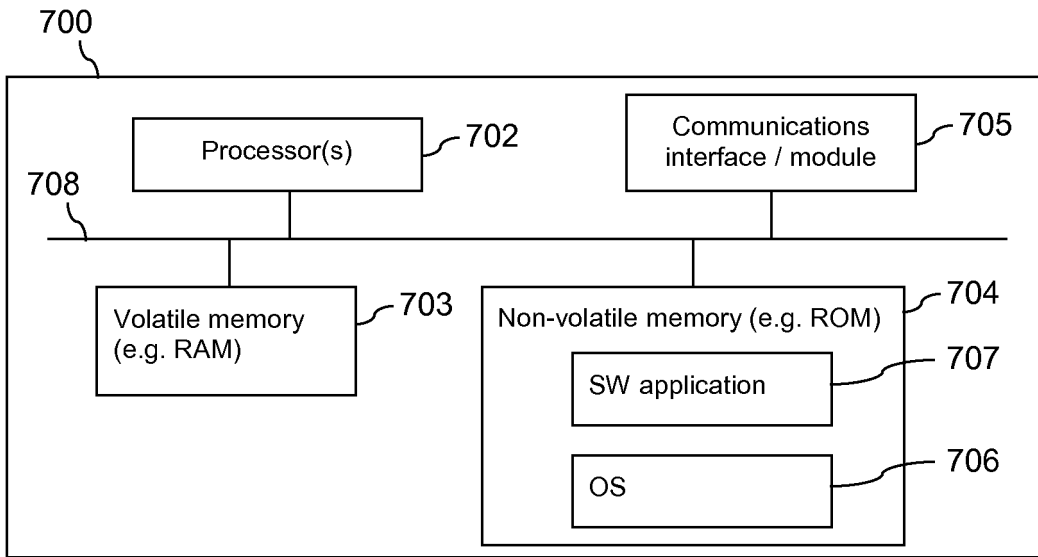 700
Processor(s)
702
Communications
interface / module
705
708
Volatile memory
(e.g. RAM)
703
Non-volatile memory (e.g. ROM)
704
SW application
707
OS
706